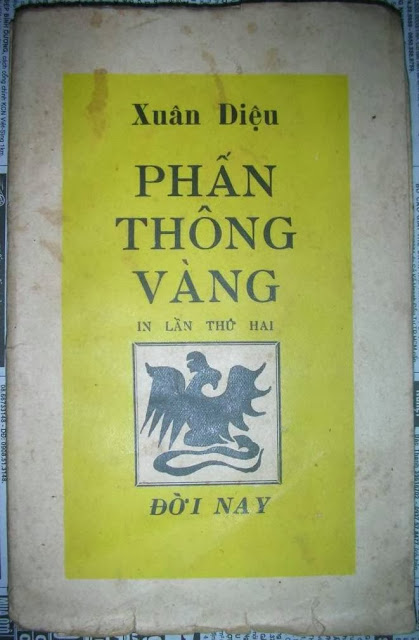 Xuân Diệu
PHẤN
THÔNG
VÀNG
IN LẦN THỨ HAI
ĐỜI NAY